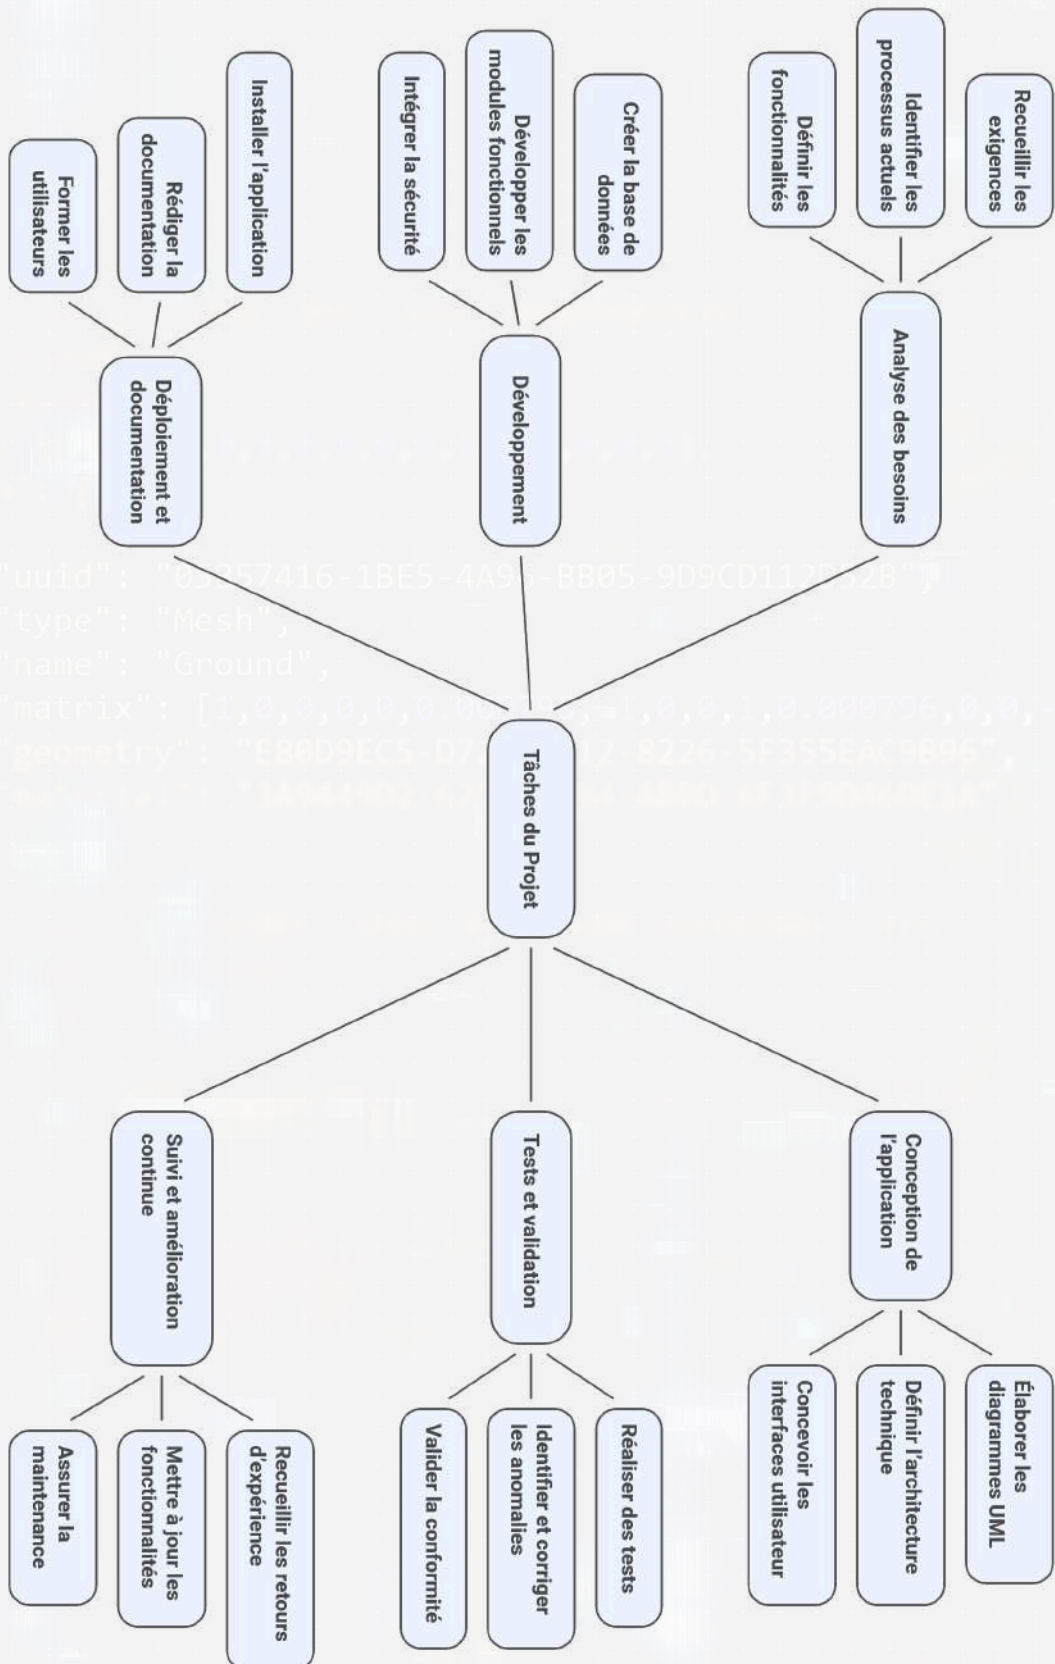 Recueillir les
exigences
Identifier les
processus actuels
Définir les
fonctionnalités
Analyse des besoins
Créer la base de
données
Développer les
modules fonctionnels
Intégrer la sécurité
Développement
Installer l'application
Rédiger la
documentation
Former les
utilisateurs
Déploiement et
documentation
Tâches du Projet
Conception de
l'application
Élaborer les
diagrammes UML
Définir l'architecture
technique
Concevoir les
interfaces utilisateur
Tests et validation
Réaliser des tests
Identifier et corriger
les anomalies
Valider la conformité
Suivi et amélioration
continue
Recueillir les retours
d'expérience
Mettre à jour les
fonctionnalités
Assurer la
maintenance
"uuid":
"type": "Mesh",
"name": "Ground",
"matrix":
"geometry":